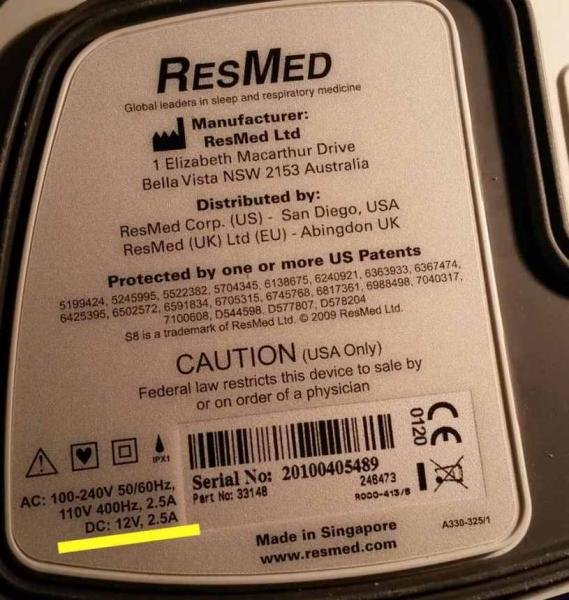 RESMED
Global leaders in sleep and respiratory medicine
Manufacturer:
ResMed Ltd
1 Elizabeth Macarthur Drive
Bella Vista NSW 2153 Australia
Distributed by:
ResMed Corp. (US) - San Diego, USA
ResMed (UK) Ltd (EU) - Abingdon UK
Protected by one or more US Patents
5199424, 5245995, 5522382, 5704345, 6138675, 6240921, 6363933, 6367474,
6425395, 6502572, 6591834, 6705315, 6745768, 6817361, 6988498, 7040317,
7100608, D544598, D577807, D578204
S8 is a trademark of ResMed Ltd. © 2009 ResMed Ltd.
CAUTION (USA Only)
Federal law restricts this device to sale by
or on order of a physician
IPX1
AC: 100-240V 50/60Hz,
110V 400Hz, 2.5A
DC: 12V, 2.5A
Serial No: 20100405489
Part No: 33148 246473
R000-413/5
CE
0120
Made in Singapore
www.resmed.com
A330-325/1